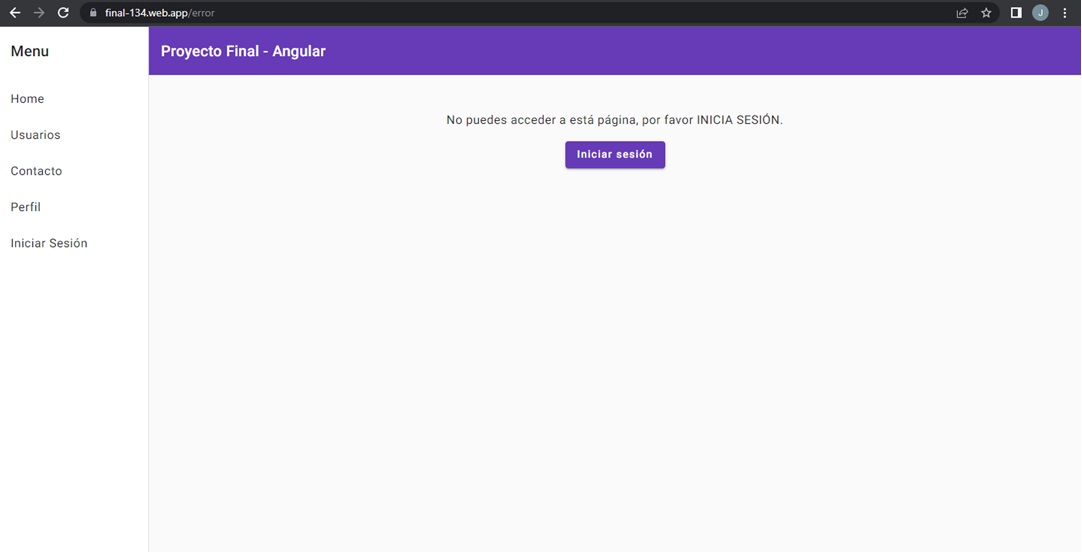 final-134.web.app/error
J
Menu
Proyecto Final - Angular
Home
Usuarios
Contacto
Perfil
Iniciar Sesión
No puedes acceder a está página, por favor INICIA SESIÓN.
Iniciar sesión